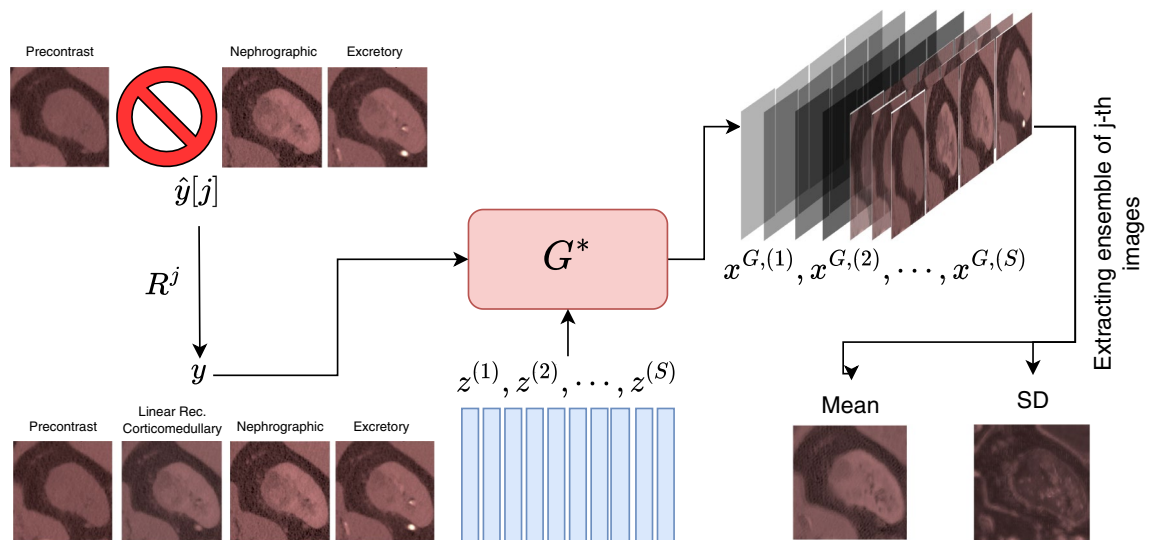 Precontrast
Nephrographic
Excretory
ŷ[j]
R^j
y
Precontrast
Linear Rec.
Corticomedullary
Nephrographic
Excretory
G*
z^(1), z^(2), ⋯, z^(S)
x^G,(1), x^G,(2), ⋯, x^G,(S)
Extracting ensemble of j-th
images
Mean
SD